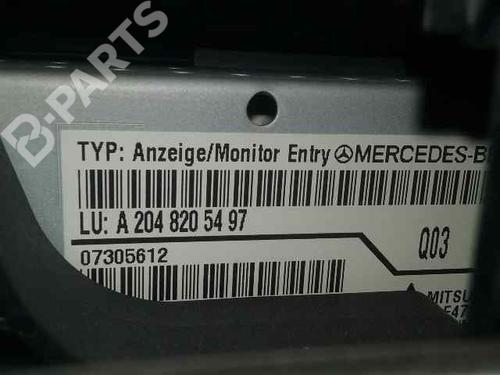 B-PARTS
TYP: Anzeige/Monitor Entry MERCEDES-B
LU: A 204 820 54 97
07305612
Q03
MITSU